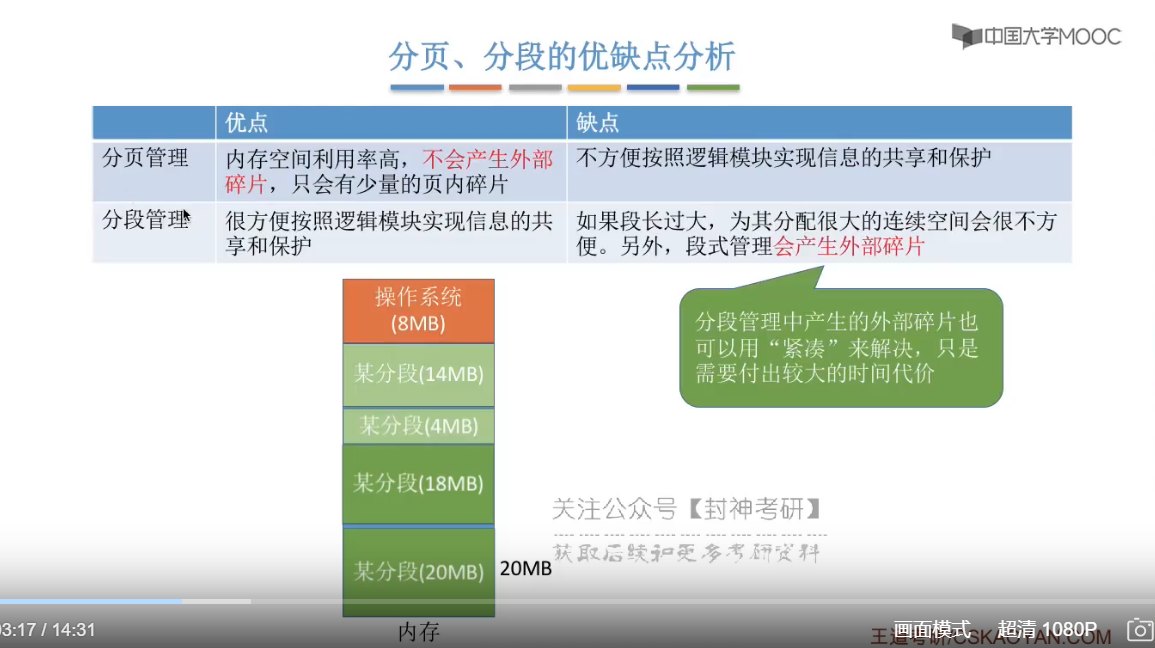 中国大学MOOC
分页、分段的优缺点分析
优点
缺点
分页管理
内存空间利用率高，不会产生外部
碎片，只会有少量的页内碎片
不方便按照逻辑模块实现信息的共享和保护
分段管理
很方便按照逻辑模块实现信息的共
享和保护
如果段长过大，为其分配很大的连续空间会很不方
便。另外，段式管理会产生外部碎片
操作系统
(8MB)
某分段(14MB)
某分段(4MB)
某分段(18MB)
某分段(20MB)
20MB
内存
分段管理中产生的外部碎片也
可以用“紧凑”来解决，只是
需要付出较大的时间代价
关注公众号【封神考研】
获取后续和更多考研资料
03:17 / 14:31
画面模式
超清 1080P
王道考研/CSKAOYAN.COM